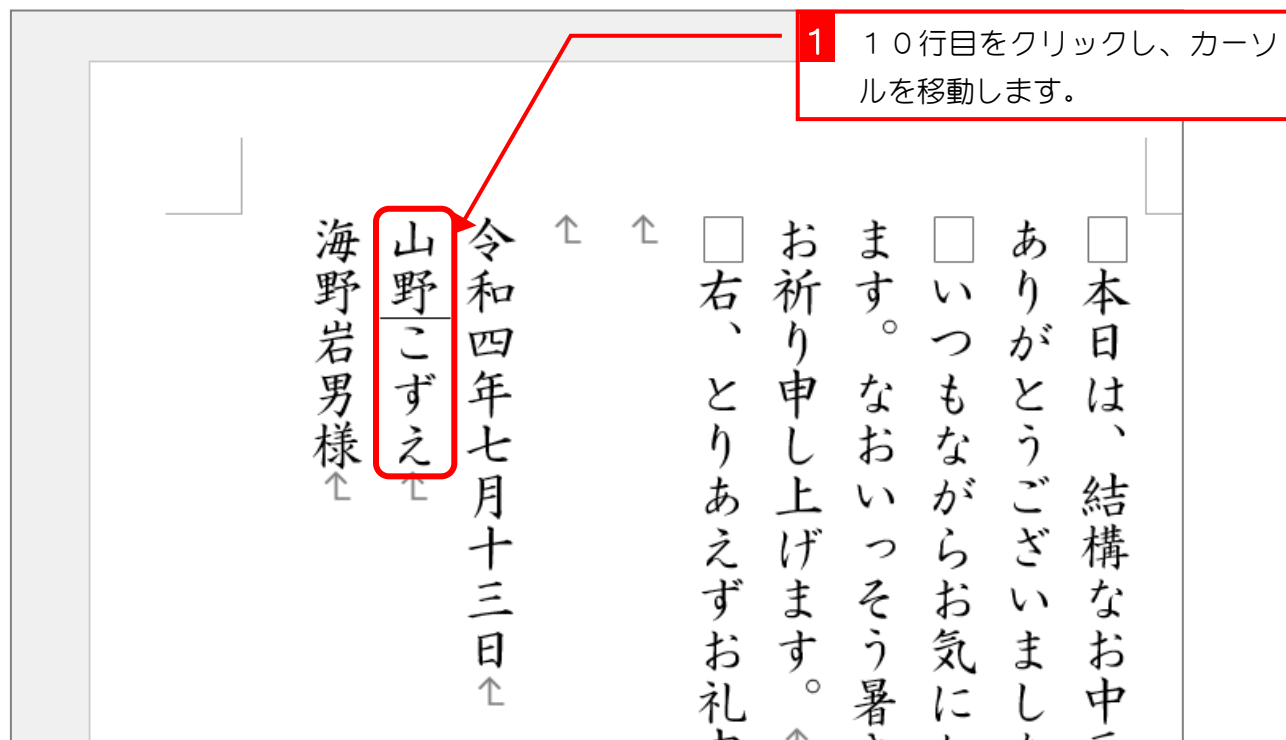 1
１０行目をクリックし、カーソ
ルを移動します。
□本日は、結構なお中
ありがとうございまし
□いつもながらお気に
ます。なおいっそう暑
お祈り申し上げます。↵
□右、とりあえずお礼
↵
↵
令和四年七月十三日↵
山野こずえ↵
海野岩男様↵